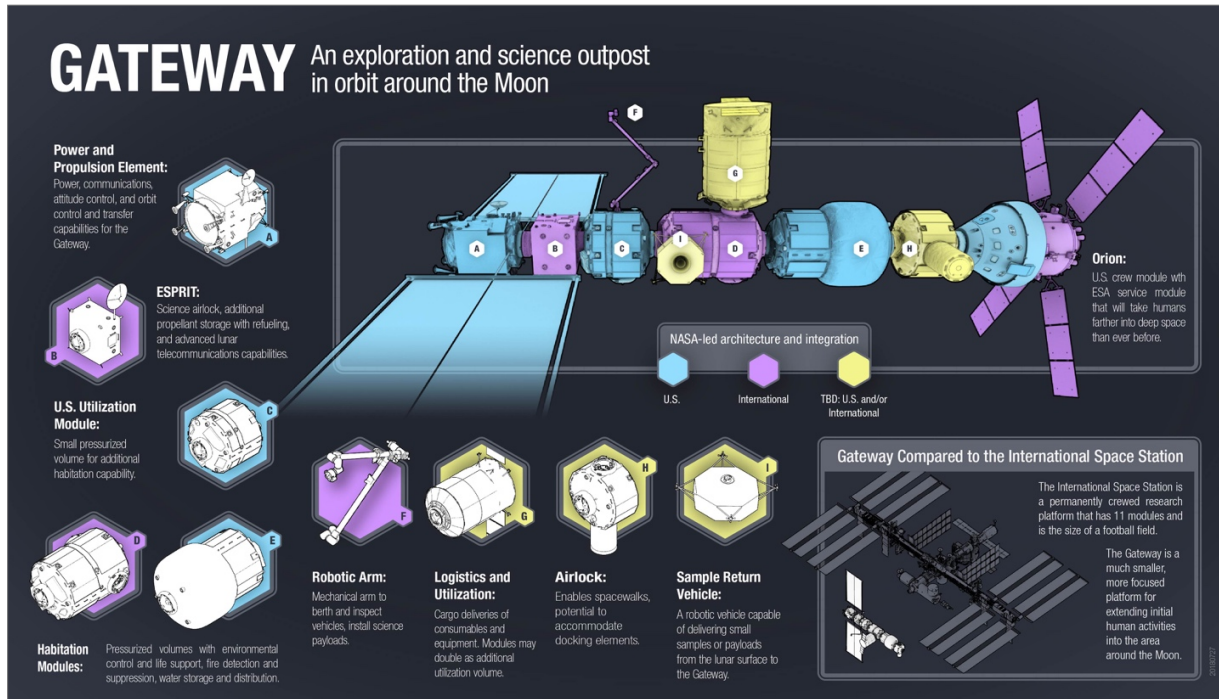 GATEWAY
An exploration and science outpost
in orbit around the Moon
Power and
Propulsion Element:
Power, communications,
attitude control, and orbit
control and transfer
capabilities for the
Gateway.
A
ESPRIT:
Science airlock, additional
propellant storage with refueling,
and advanced lunar
telecommunications capabilities.
B
U.S. Utilization
Module:
Small pressurized
volume for additional
habitation capability.
C
D
E
Habitation
Modules:
Pressurized volumes with environmental
control and life support, fire detection and
suppression, water storage and distribution.
F
G
A
B
C
I
D
E
H
Orion:
U.S. crew module wth
ESA service module
that will take humans
farther into deep space
than ever before.
NASA-led architecture and integration
U.S.
International
TBD: U.S. and/or
International
F
Robotic Arm:
Mechanical arm to
berth and inspect
vehicles, install science
payloads.
G
Logistics and
Utilization:
Cargo deliveries of
consumables and
equipment. Modules may
double as additional
utilization volume.
H
Airlock:
Enables spacewalks,
potential to
accommodate
docking elements.
I
Sample Return
Vehicle:
A robotic vehicle capable
of delivering small
samples or payloads
from the lunar surface to
the Gateway.
Gateway Compared to the International Space Station
The International Space Station is
a permanently crewed research
platform that has 11 modules and
is the size of a football field.
The Gateway is a
much smaller,
more focused
platform for
extending initial
human activities
into the area
around the Moon.
20180727